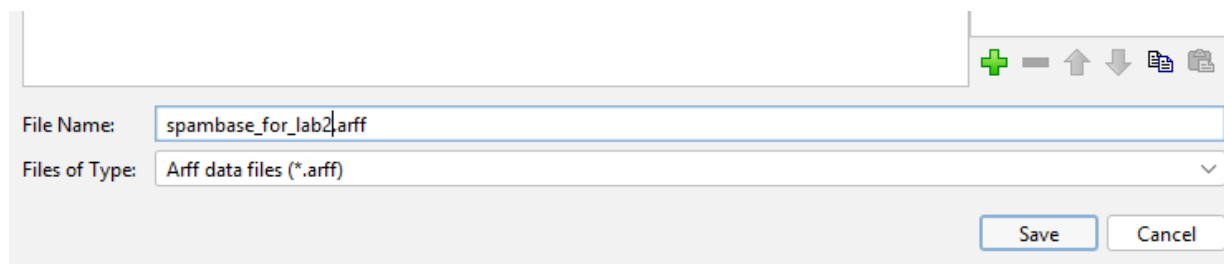 File Name: spambase_for_lab2.arff
Files of Type: Arff data files (*.arff)
Save Cancel